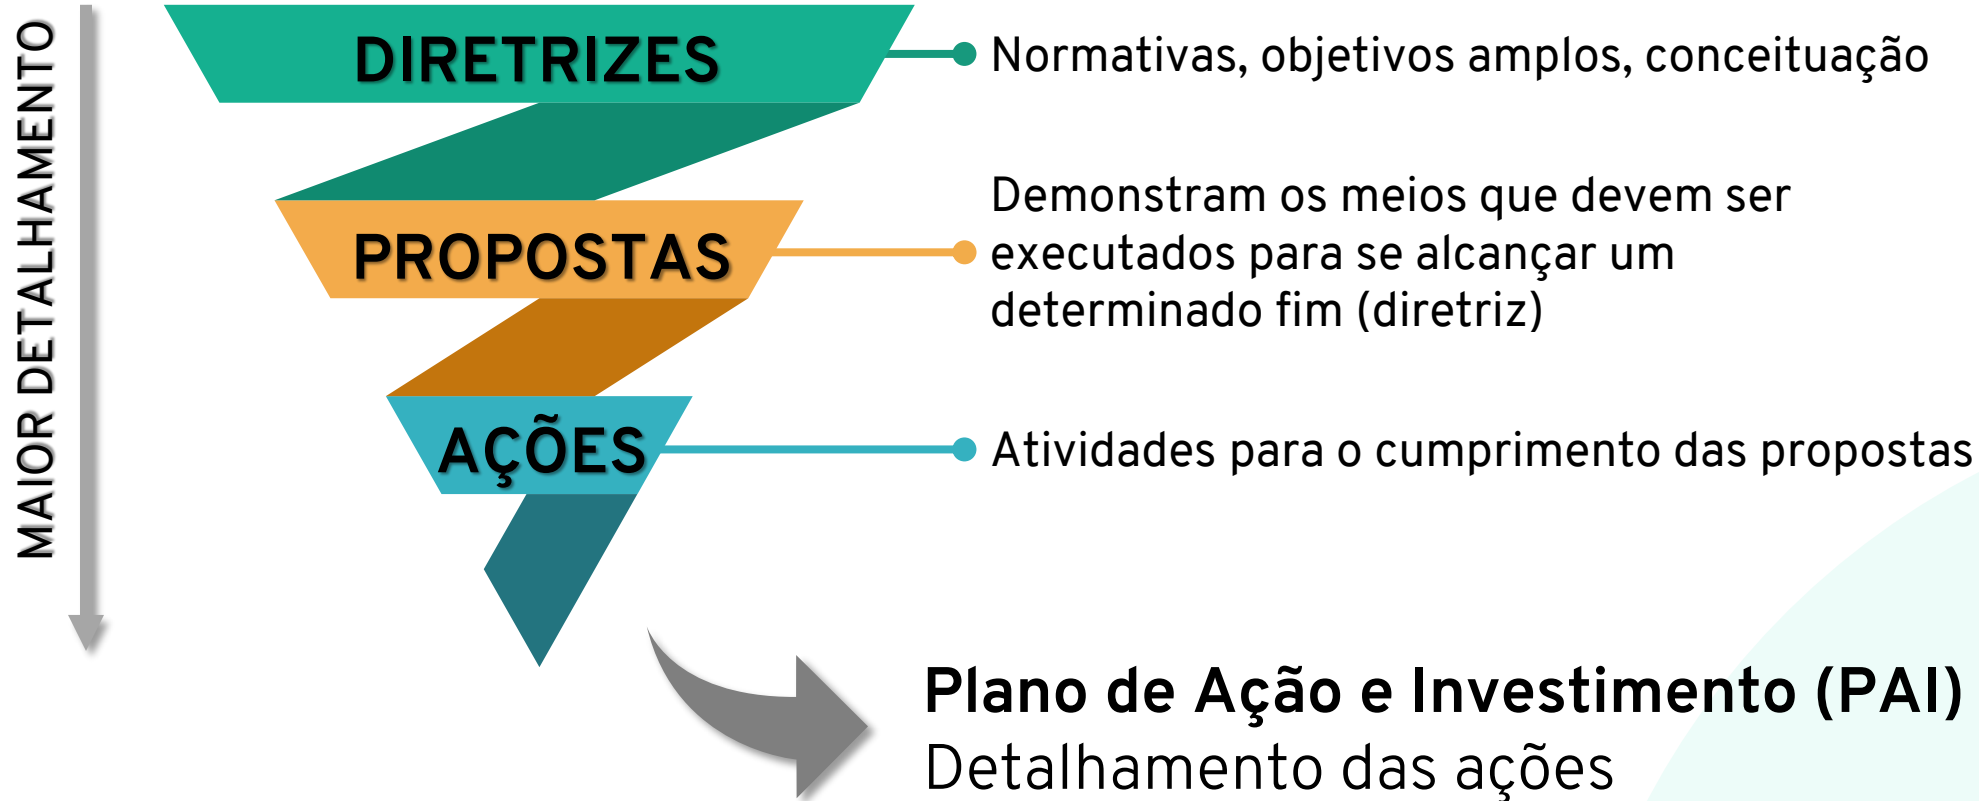 MAIOR DETALHAMENTO
DIRETRIZES
Normativas, objetivos amplos, conceituação
PROPOSTAS
Demonstram os meios que devem ser
executados para se alcançar um
determinado fim (diretriz)
AÇÕES
Atividades para o cumprimento das propostas
Plano de Ação e Investimento (PAI)
Detalhamento das ações